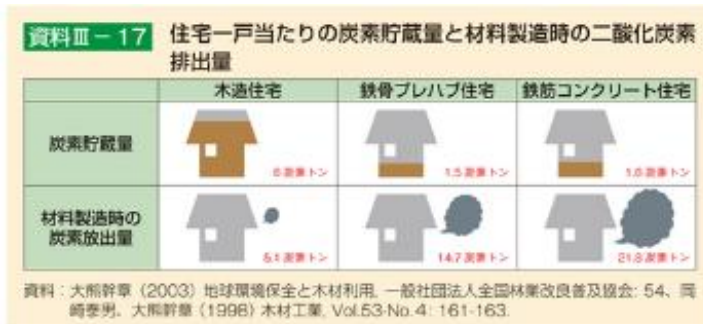 資料Ⅲ－17 住宅一戸当たりの炭素貯蔵量と材料製造時の二酸化炭素
排出量
木造住宅 鉄骨プレハブ住宅 鉄筋コンクリート住宅
炭素貯蔵量
6炭素トン 1.5炭素トン 1.6炭素トン
材料製造時の
炭素放出量
5.1炭素トン 14.7炭素トン 21.8炭素トン
資料：大熊幹章（2003）地球環境保全と木材利用, 一般社団法人全国林業改良普及協会: 54、岡
崎泰男、大熊幹章（1998）木材工業, Vol.53-No.4: 161-163.